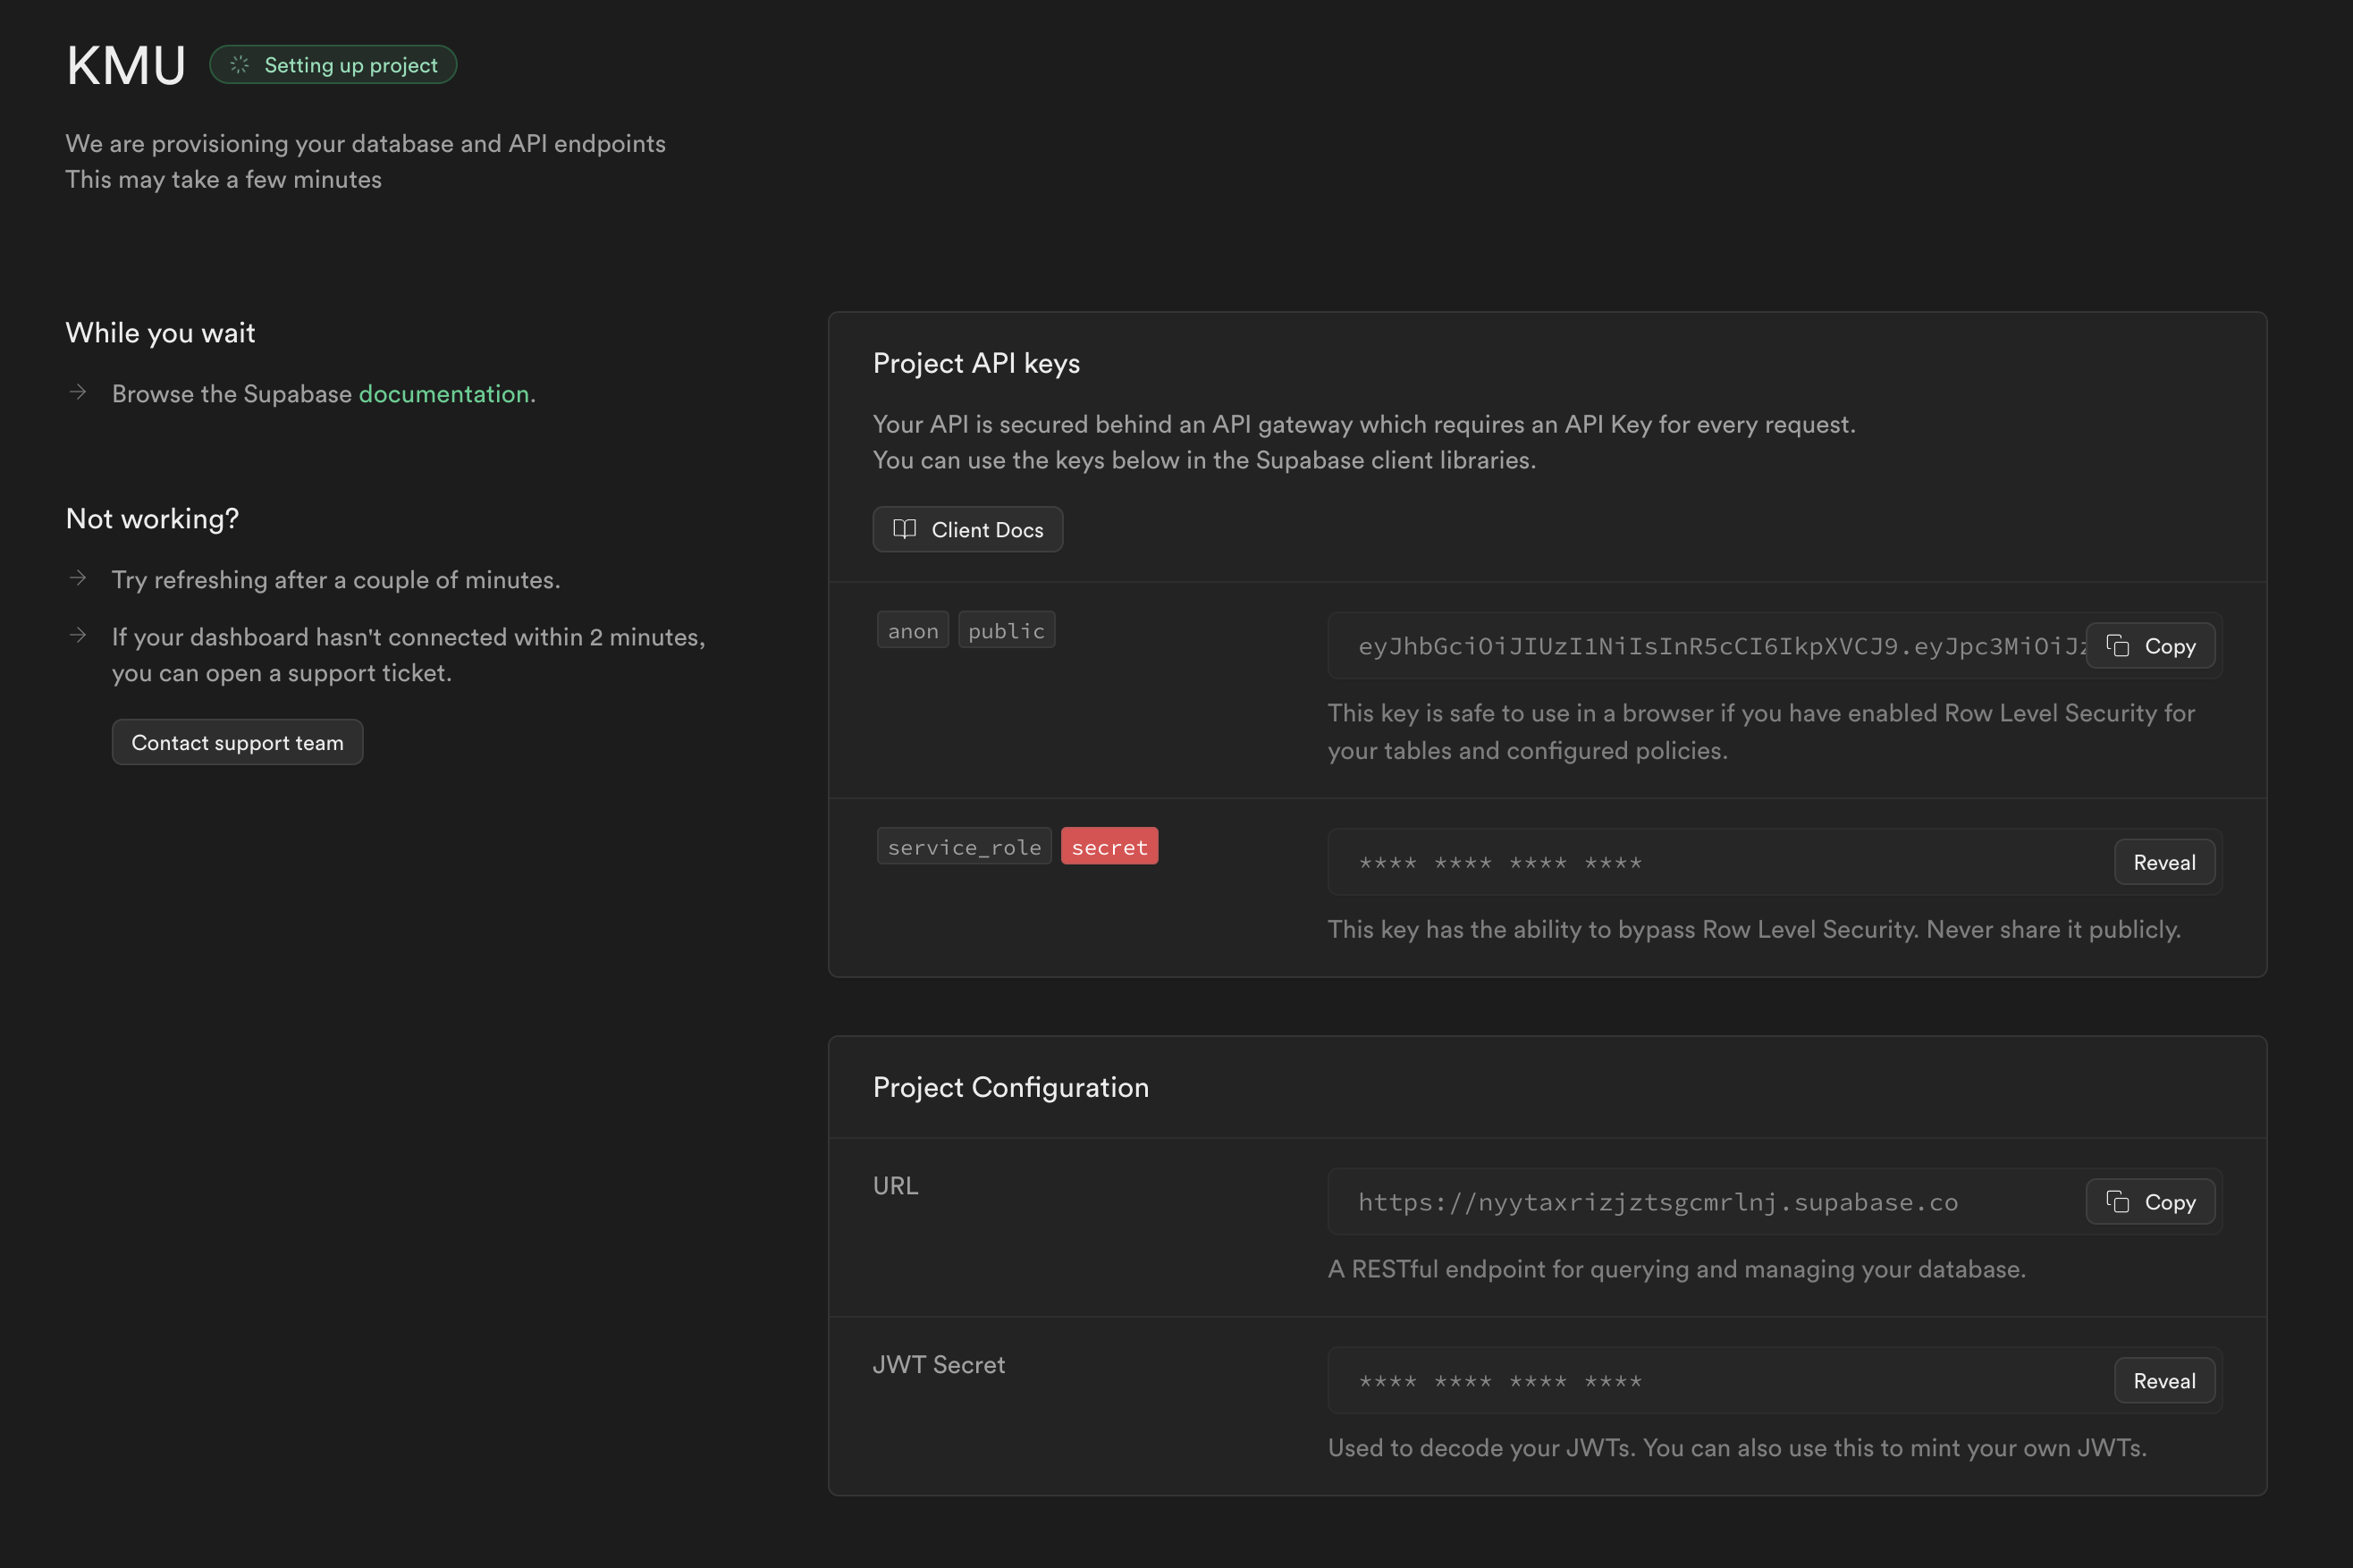 KMU
Setting up project
We are provisioning your database and API endpoints
This may take a few minutes
While you wait
Browse the Supabase documentation.
Not working?
Try refreshing after a couple of minutes.
If your dashboard hasn't connected within 2 minutes,
you can open a support ticket.
Contact support team
Project API keys
Your API is secured behind an API gateway which requires an API Key for every request.
You can use the keys below in the Supabase client libraries.
Client Docs
anon public
eyJhbGciOiJIUzI1NiIsInR5cCI6IkpXVCJ9.eyJpc3MiOiJz
Copy
This key is safe to use in a browser if you have enabled Row Level Security for
your tables and configured policies.
service_role secret
**** **** **** ****
Reveal
This key has the ability to bypass Row Level Security. Never share it publicly.
Project Configuration
URL
https://nyytaxrizjztsgcmrlnj.supabase.co
Copy
A RESTful endpoint for querying and managing your database.
JWT Secret
**** **** **** ****
Reveal
Used to decode your JWTs. You can also use this to mint your own JWTs.